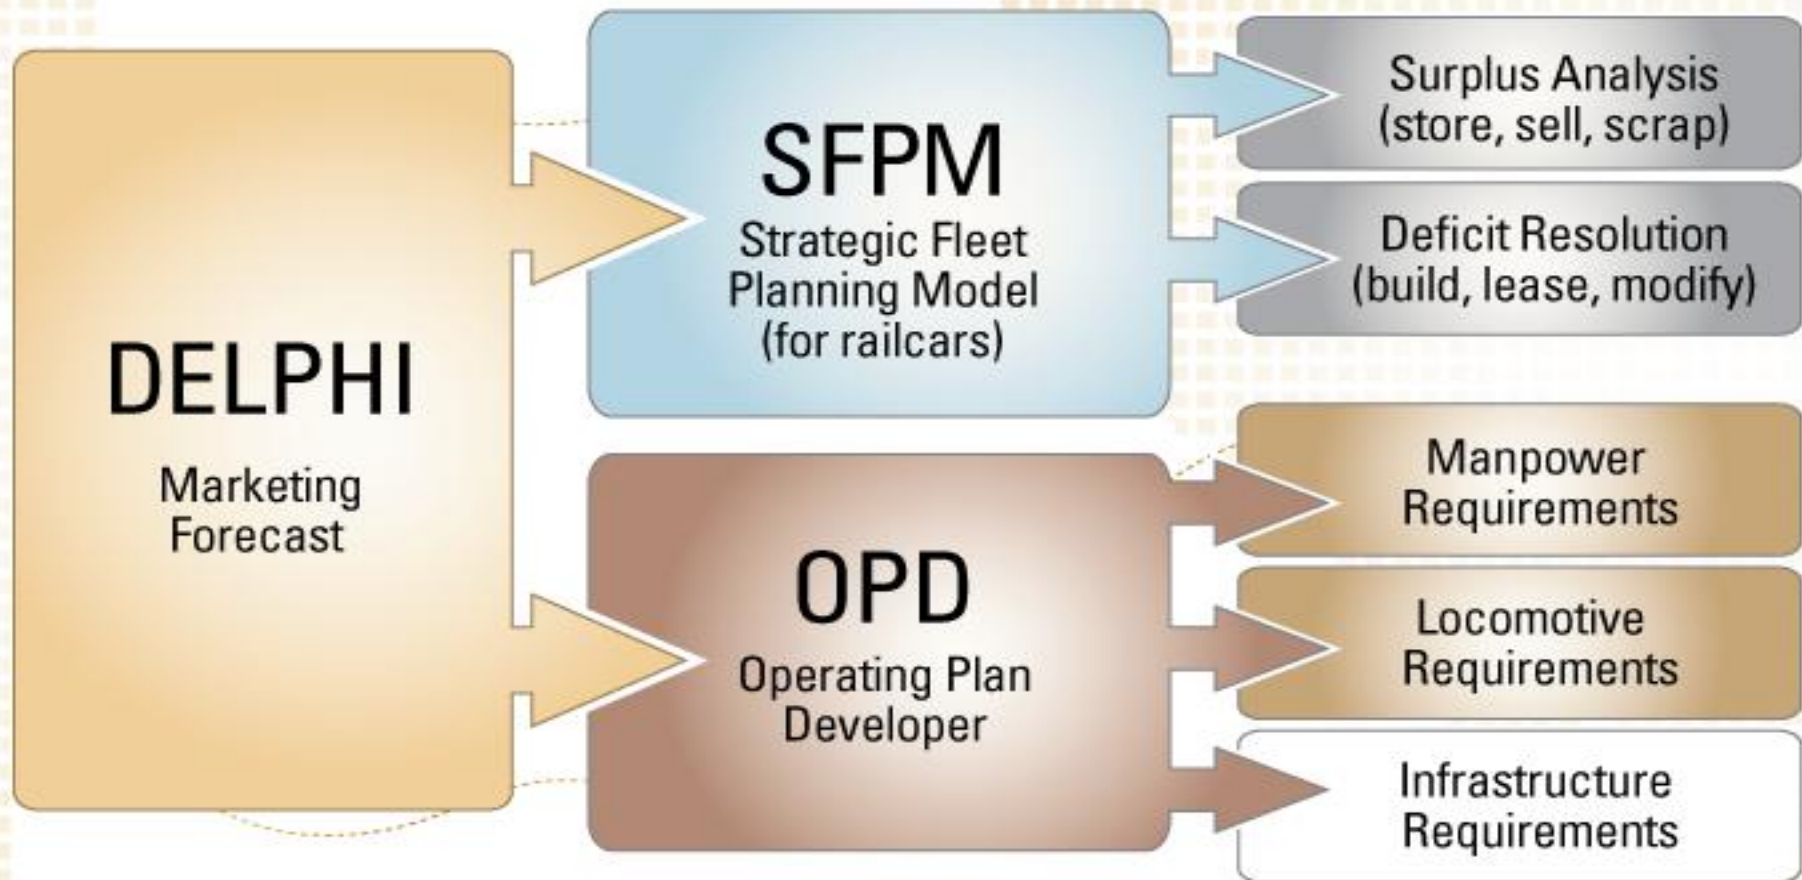 DELPHI
Marketing
Forecast
SFPM
Strategic Fleet
Planning Model
(for railcars)
Surplus Analysis
(store, sell, scrap)
Deficit Resolution
(build, lease, modify)
OPD
Operating Plan
Developer
Manpower
Requirements
Locomotive
Requirements
Infrastructure
Requirements